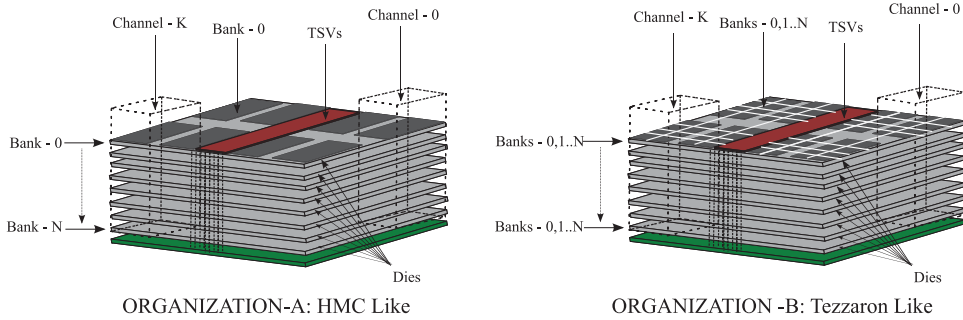 Channel - K
Bank - 0
TSVs
Channel - 0
Bank - 0
Bank - N
Dies
ORGANIZATION-A: HMC Like
Channel - K
Banks - 0,1..N
TSVs
Channel - 0
Banks - 0,1..N
Banks - 0,1..N
Dies
ORGANIZATION -B: Tezzaron Like